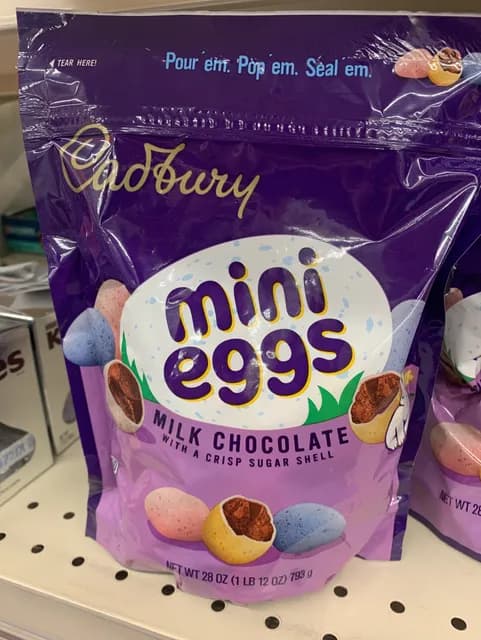 TEAR HERE!
Pour em. Pop em. Seal em.
Cadbury
mini
eggs
MILK CHOCOLATE
WITH A CRISP SUGAR SHELL
NET WT 28 OZ (1 LB 12 OZ) 793 g
NET WT 28
es
K